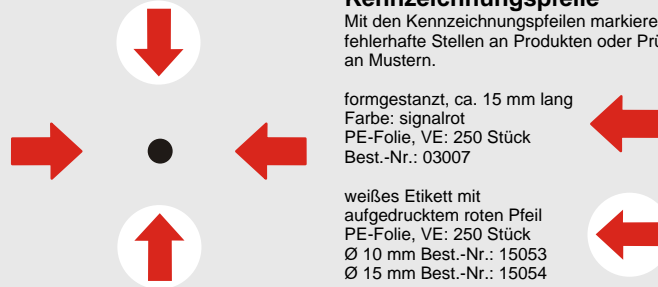 Kennzeichnungspfeile
Mit den Kennzeichnungspfeilen markiere
fehlerhafte Stellen an Produkten oder Prü
an Mustern.
formgestanzt, ca. 15 mm lang
Farbe: signalrot
PE-Folie, VE: 250 Stück
Best.-Nr.: 03007
weißes Etikett mit
aufgedrucktem roten Pfeil
PE-Folie, VE: 250 Stück
Ø 10 mm Best.-Nr.: 15053
Ø 15 mm Best.-Nr.: 15054